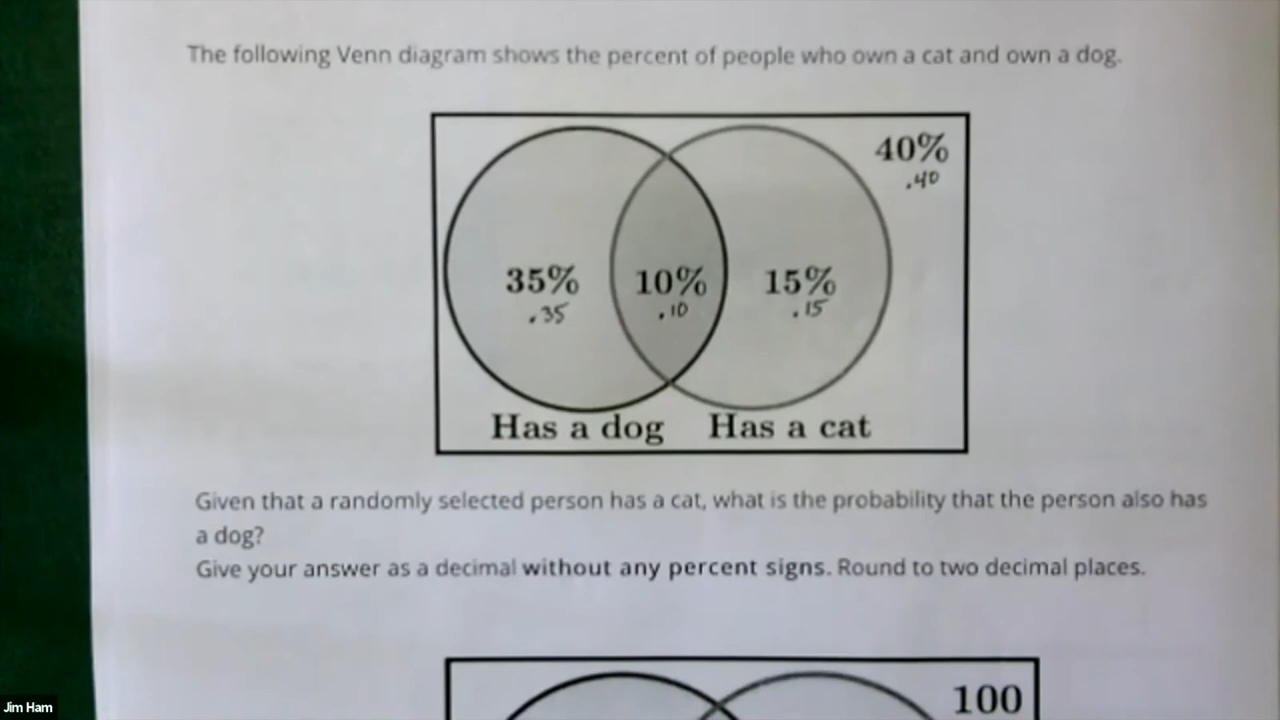 The following Venn diagram shows the percent of people who own a cat and own a dog.
40%
.40
35% 10% 15%
.35 .10 .15
Has a dog Has a cat
Given that a randomly selected person has a cat, what is the probability that the person also has
a dog?
Give your answer as a decimal without any percent signs. Round to two decimal places.
100
Jim Ham